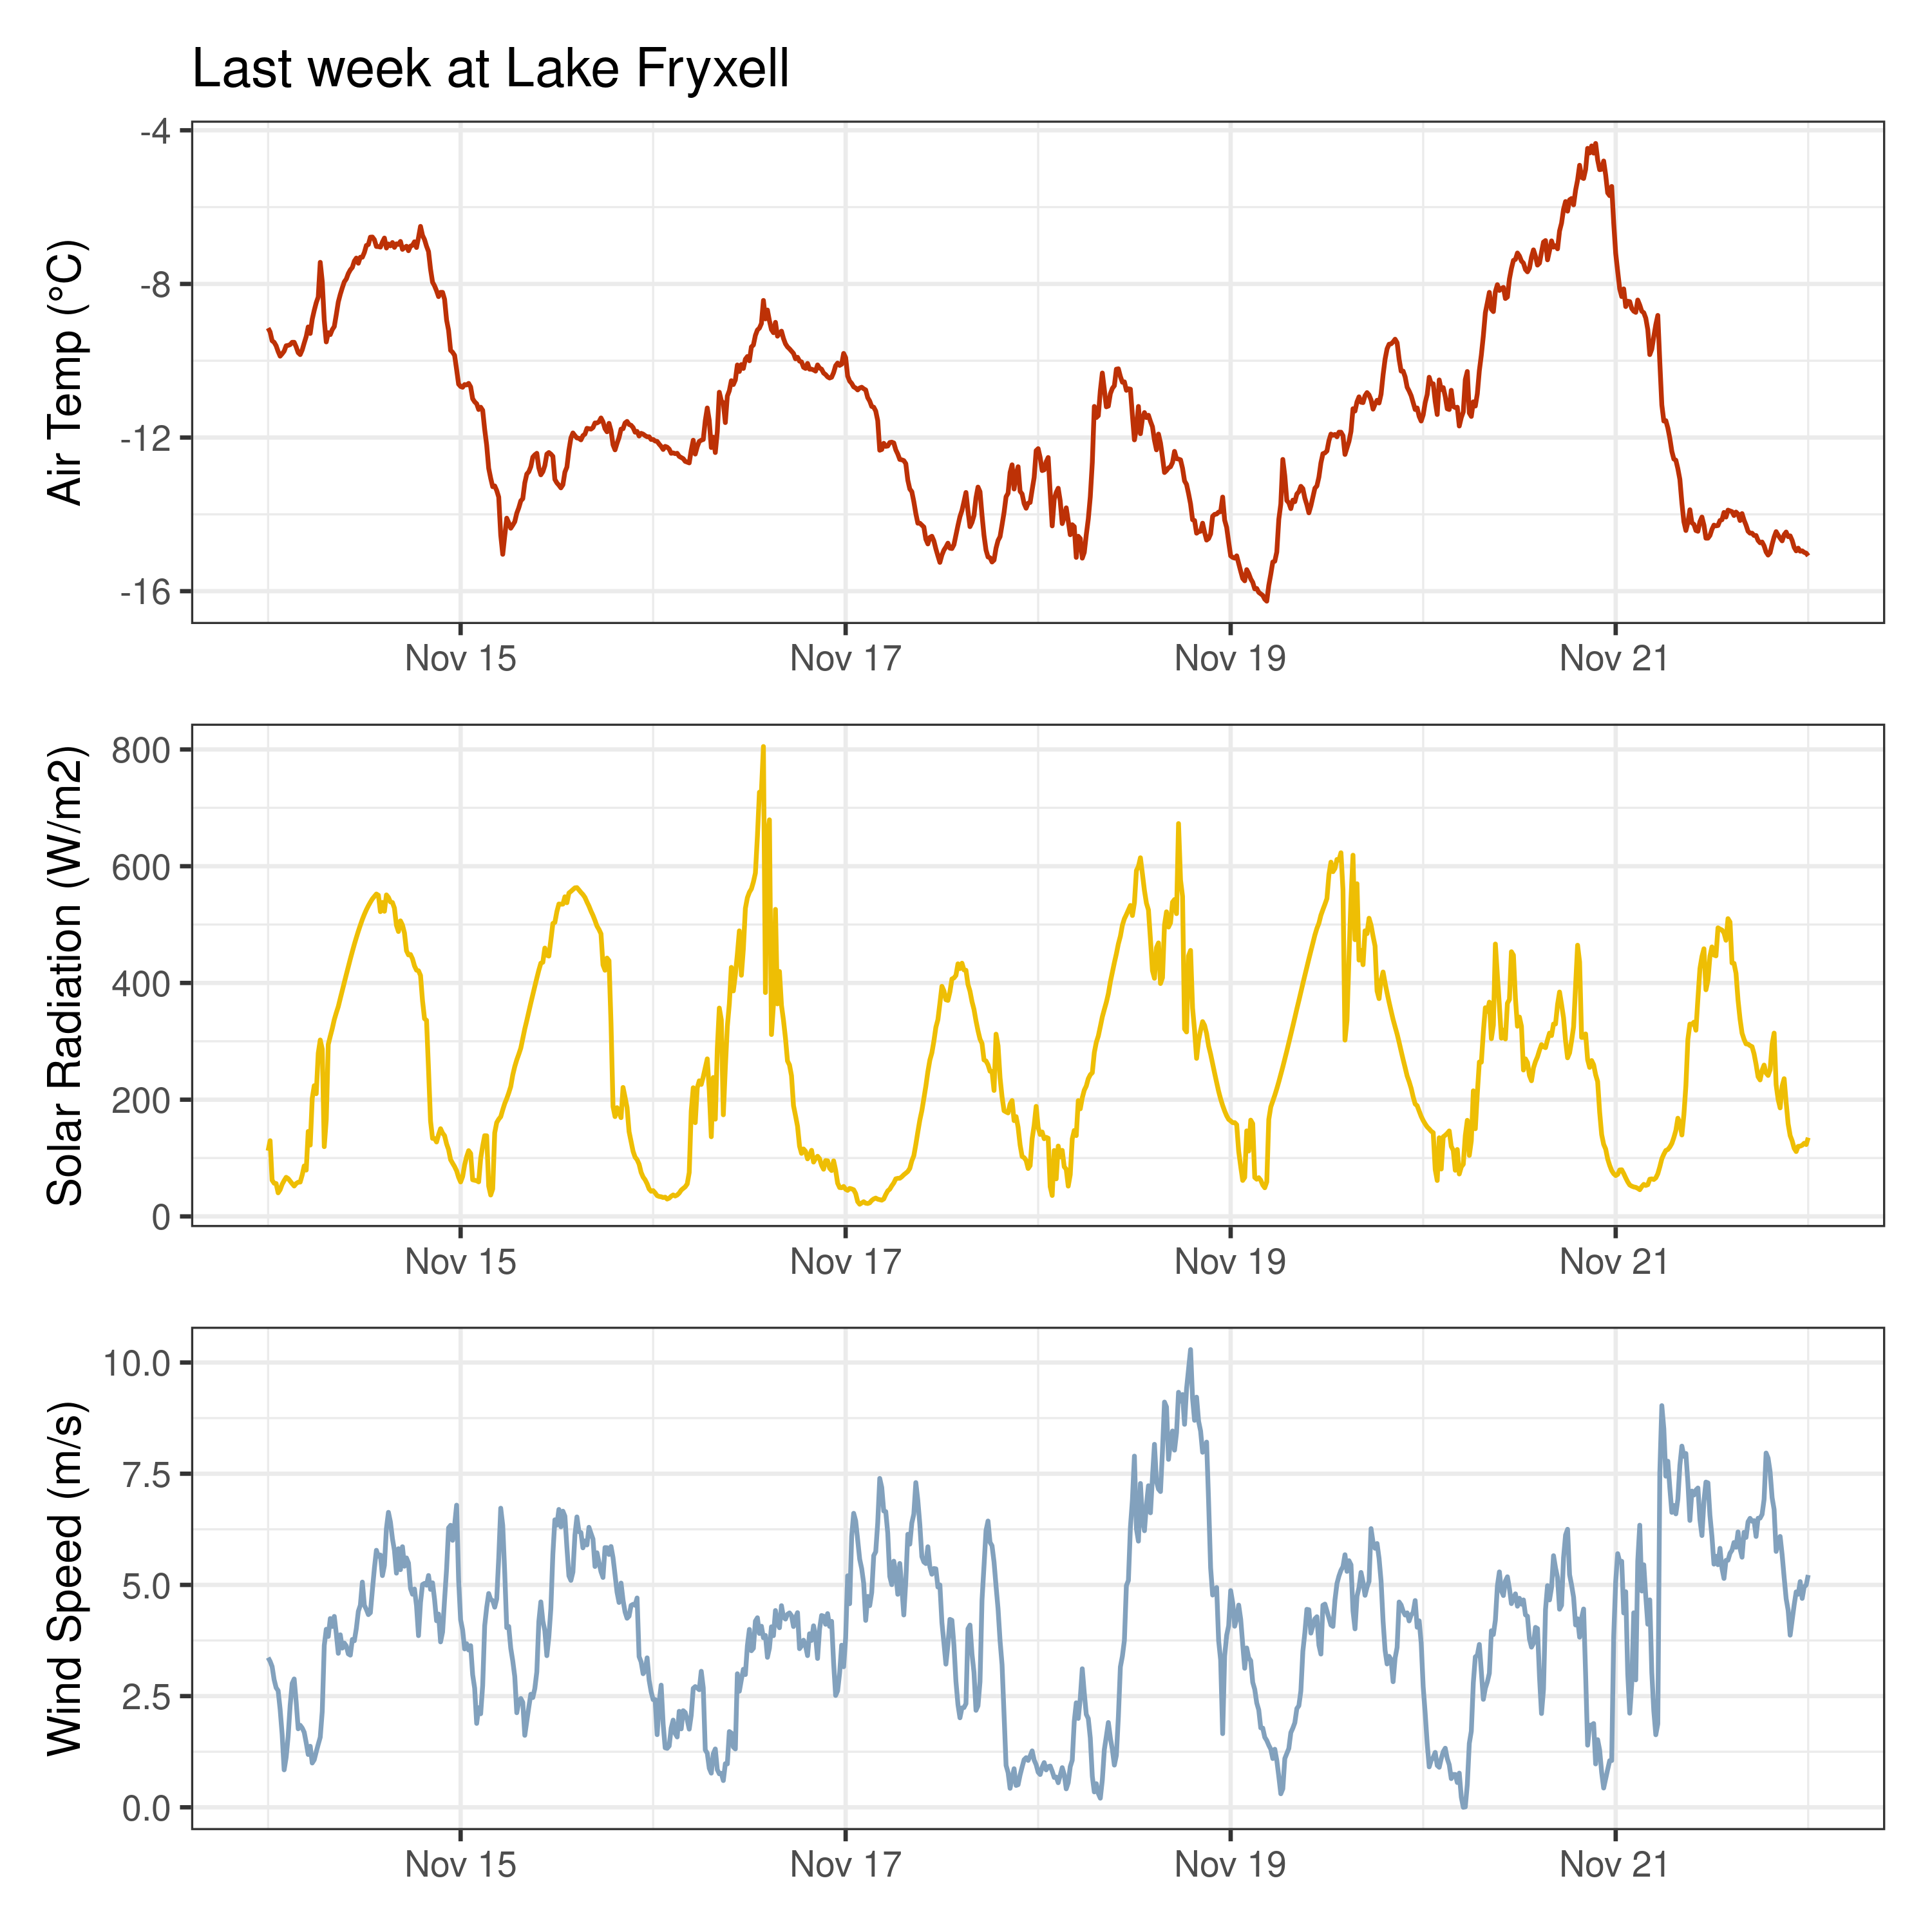 Last week at Lake Fryxell
Air Temp (°C)
-4
-8
-12
-16
Nov 15 Nov 17 Nov 19 Nov 21
Solar Radiation (W/m2)
800
600
400
200
0
Nov 15 Nov 17 Nov 19 Nov 21
Wind Speed (m/s)
10.0
7.5
5.0
2.5
0.0
Nov 15 Nov 17 Nov 19 Nov 21